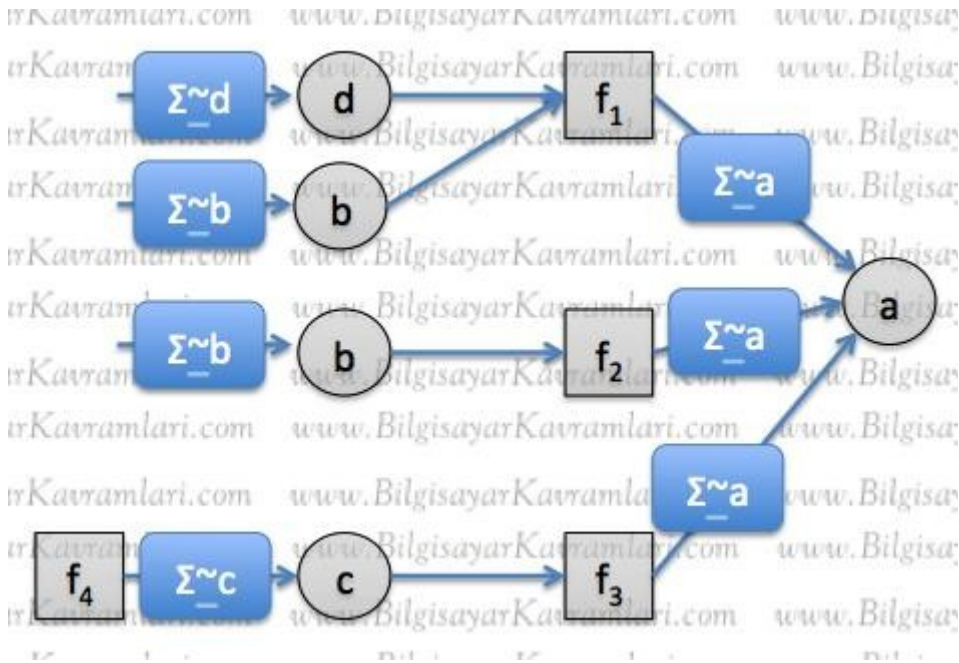 Σ~d d f1 Σ~a
Σ~b b
a
Σ~b b f2 Σ~a
Σ~a
f4 Σ~c c f3
www.BilgisayarKavramlari.com